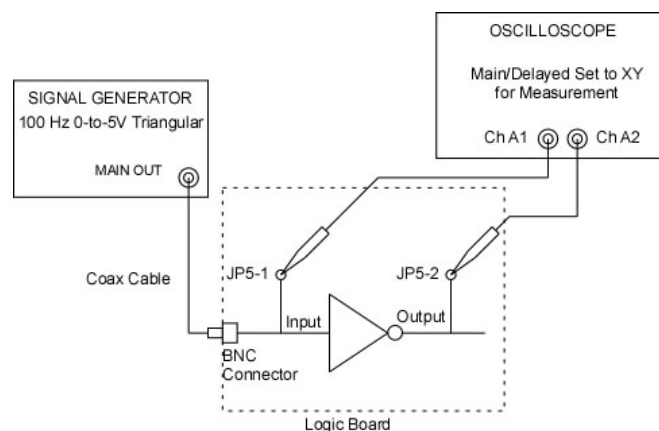 OSCILLOSCOPE
Main/Delayed Set to XY
for Measurement
Ch A1
Ch A2
SIGNAL GENERATOR
100 Hz 0-to-5V Triangular
MAIN OUT
JP5-1
JP5-2
Coax Cable
Input
Output
BNC
Connector
Logic Board